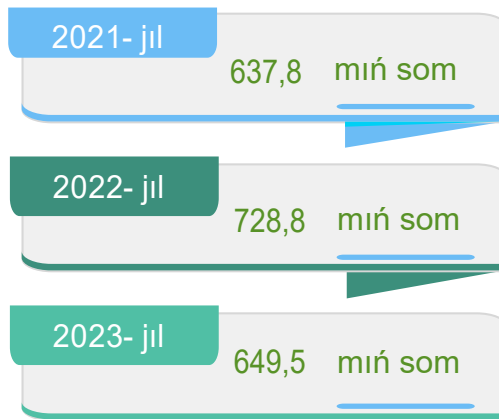 2021- jıl
637,8 mıń som
2022- jıl
728,8 mıń som
2023- jıl
649,5 mıń som